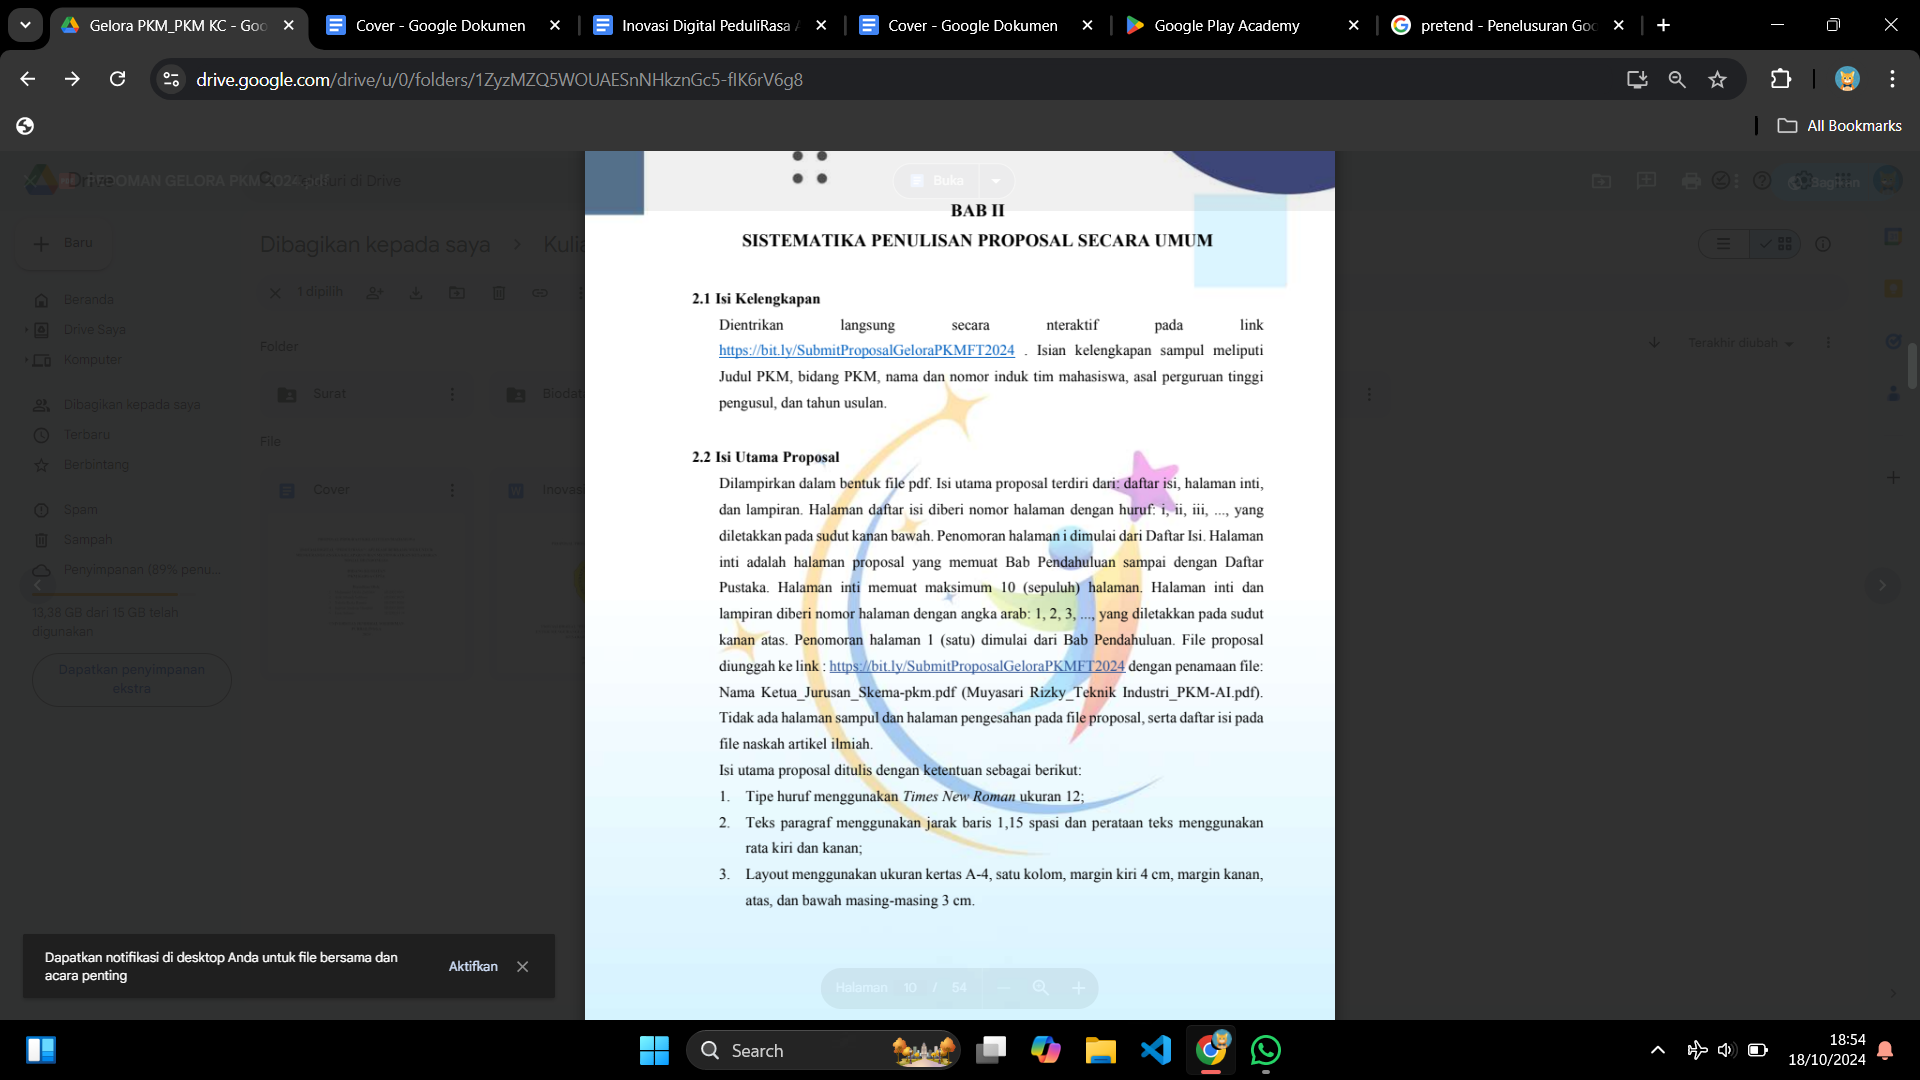 Gelora PKM_PKM KC - Goo
Cover - Google Dokumen
Inovasi Digital PeduliRasa
Cover - Google Dokumen
Google Play Academy
pretend - Penelusuran Goo
drive.google.com/drive/u/0/folders/1ZyzMZQ5WOUAESnNHkznGc5-flK6rV6g8
All Bookmarks
Drive
PEDOMAN GELORA PKM 2024.pdf
di Drive
Buka
Bagikan
Baru
Dibagikan kepada saya
1 dipilih
Beranda
Drive Saya
Komputer
Dibagikan kepada saya
Terbaru
Berbintang
Spam
Sampah
Penyimpanan (89% penu...
13,38 GB dari 15 GB telah
digunakan
Dapatkan penyimpanan
ekstra
Folder
Terakhir diubah
Surat
File
Cover
BAB II
SISTEMATIKA PENULISAN PROPOSAL SECARA UMUM
2.1 Isi Kelengkapan
Dientrikan langsung secara nteraktif pada link
https://bit.ly/SubmitProposalGeloraPKMFT2024 . Isian kelengkapan sampul meliputi
Judul PKM, bidang PKM, nama dan nomor induk tim mahasiswa, asal perguruan tinggi
pengusul, dan tahun usulan.
2.2 Isi Utama Proposal
Dilampirkan dalam bentuk file pdf. Isi utama proposal terdiri dari: daftar isi, halaman inti,
dan lampiran. Halaman daftar isi diberi nomor halaman dengan huruf: i, ii, iii, ..., yang
diletakkan pada sudut kanan bawah. Penomoran halaman i dimulai dari Daftar Isi. Halaman
inti adalah halaman proposal yang memuat Bab Pendahuluan sampai dengan Daftar
Pustaka. Halaman inti memuat maksimum 10 (sepuluh) halaman. Halaman inti dan
lampiran diberi nomor halaman dengan angka arab: 1, 2, 3, ..., yang diletakkan pada sudut
kanan atas. Penomoran halaman 1 (satu) dimulai dari Bab Pendahuluan. File proposal
diunggah ke link : https://bit.ly/SubmitProposalGeloraPKMFT2024 dengan penamaan file:
Nama Ketua_Jurusan_Skema-pkm.pdf (Muyasari Rizky_Teknik Industri_PKM-AI.pdf).
Tidak ada halaman sampul dan halaman pengesahan pada file proposal, serta daftar isi pada
file naskah artikel ilmiah.
Isi utama proposal ditulis dengan ketentuan sebagai berikut:
1. Tipe huruf menggunakan Times New Roman ukuran 12;
2. Teks paragraf menggunakan jarak baris 1,15 spasi dan perataan teks menggunakan
rata kiri dan kanan;
3. Layout menggunakan ukuran kertas A-4, satu kolom, margin kiri 4 cm, margin kanan,
atas, dan bawah masing-masing 3 cm.
Halaman 10 / 54
Dapatkan notifikasi di desktop Anda untuk file bersama dan
acara penting
Aktifkan
Search
18:54
18/10/2024